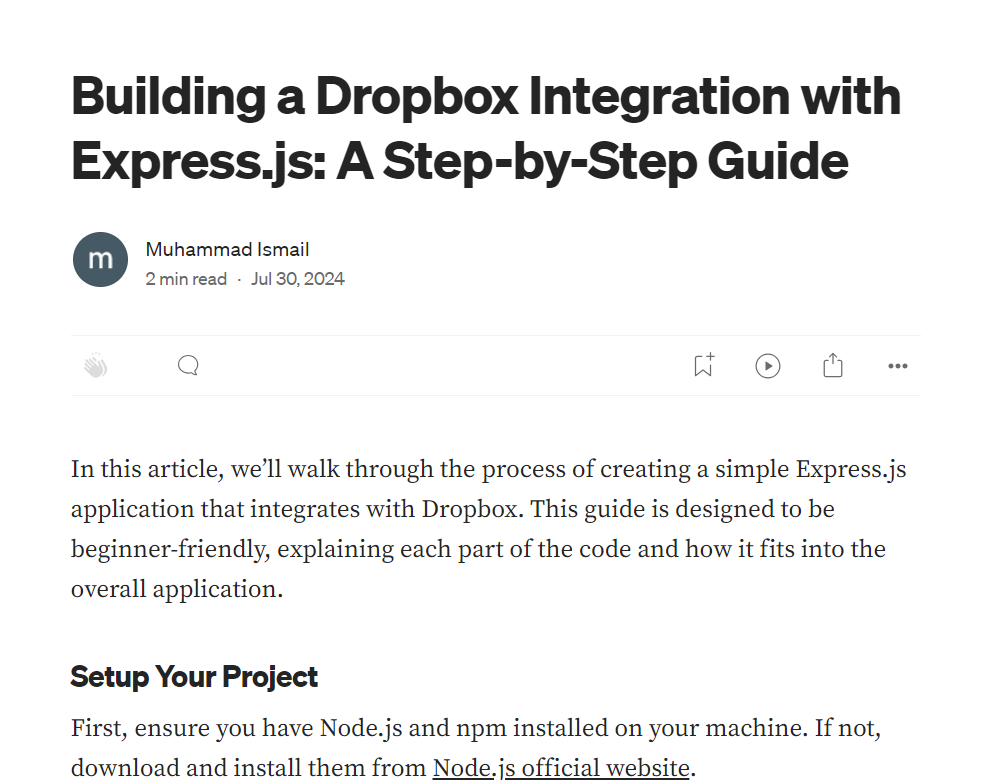 Building a Dropbox Integration with
Express.js: A Step-by-Step Guide
m
Muhammad Ismail
2 min read · Jul 30, 2024
In this article, we’ll walk through the process of creating a simple Express.js
application that integrates with Dropbox. This guide is designed to be
beginner-friendly, explaining each part of the code and how it fits into the
overall application.
Setup Your Project
First, ensure you have Node.js and npm installed on your machine. If not,
download and install them from Node.js official website.